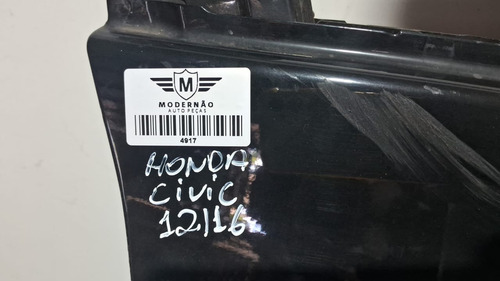 M
MODERNÃO
AUTO PEÇAS
4917
HONDA
CiViC
12/16